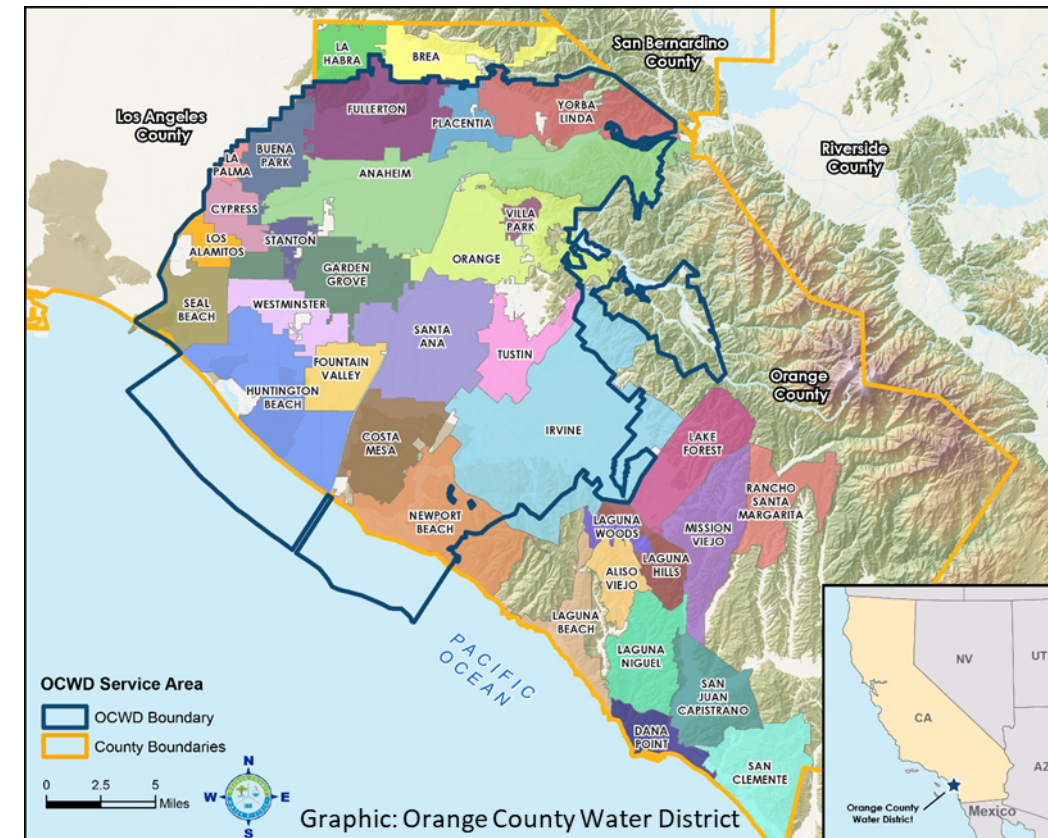 LA
HABRA
BREA
San Bernardino
County
Los Angeles
County
FULLERTON
PLACENTIA
YORBA
LINDA
Riverside
County
BUENA
PARK
LA
PALMA
ANAHEIM
CYPRESS
VILLA
PARK
LOS
ALAMITOS
STANTON
ORANGE
GARDEN
GROVE
SEAL
BEACH
WESTMINSTER
SANTA
ANA
TUSTIN
FOUNTAIN
VALLEY
Orange
County
HUNTINGTON
BEACH
COSTA
MESA
IRVINE
LAKE
FOREST
RANCHO
SANTA
MARGARITA
NEWPORT
BEACH
LAGUNA
WOODS
MISSION
VIEJO
LAGUNA
HILLS
ALISO
VIEJO
LAGUNA
BEACH
LAGUNA
NIGUEL
PACIFIC
OCEAN
SAN
JUAN
CAPISTRANO
DANA
POINT
SAN
CLEMENTE
OCWD Service Area
OCWD Boundary
County Boundaries
0 2.5 5
Miles
N
W E
S
Graphic: Orange County Water District
NV
UT
CA
AZ
Orange County
Water District
Mexico